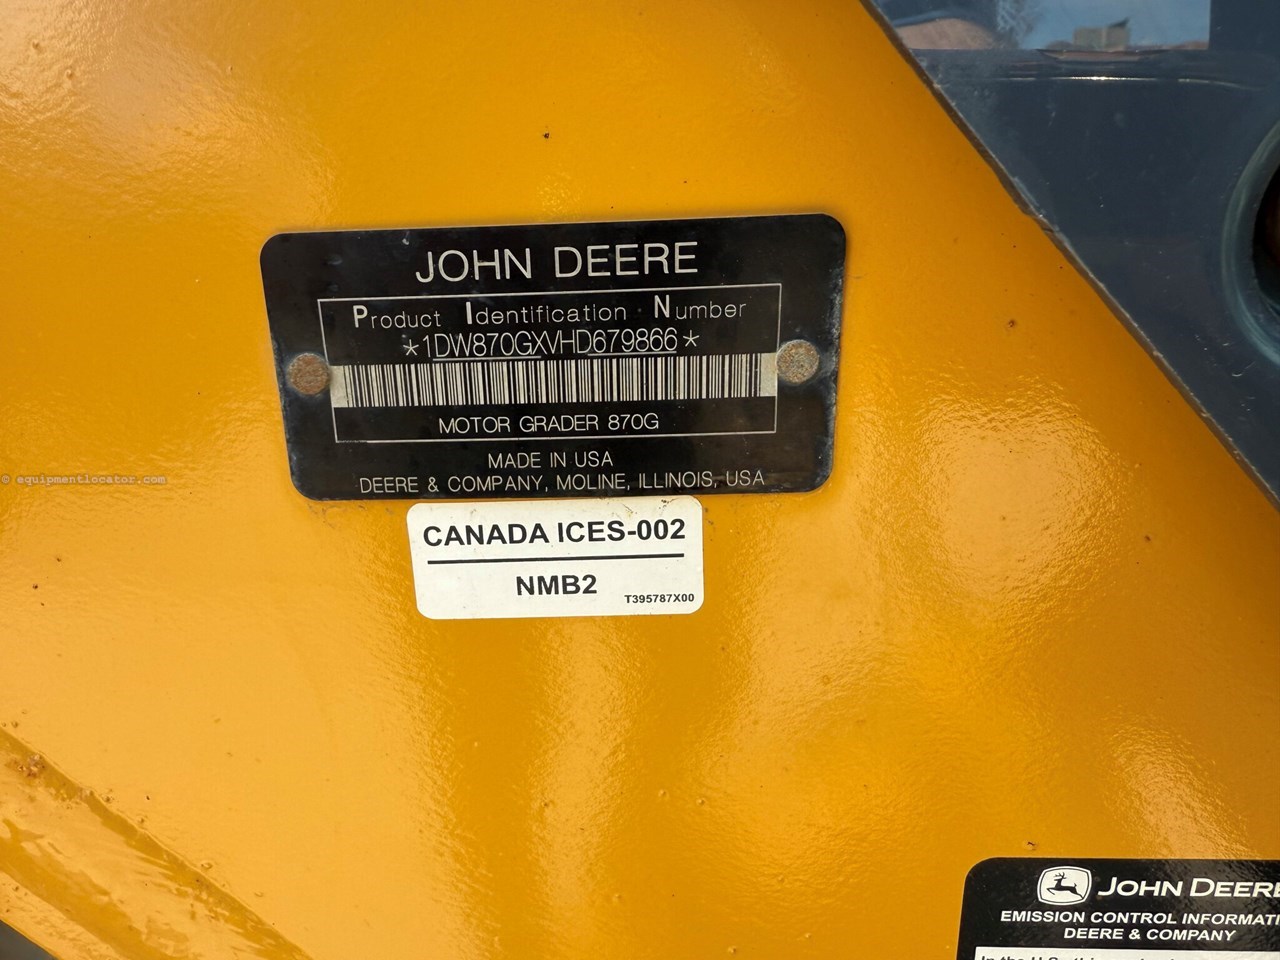 JOHN DEERE
Product Identification Number
*1DW870GXVHD679866*
MOTOR GRADER 870G
MADE IN USA
DEERE & COMPANY, MOLINE, ILLINOIS, USA
© equipmentlocator.com
CANADA ICES-002
NMB2
T395787X00
JOHN DEERE
EMISSION CONTROL INFORMATI
DEERE & COMPANY